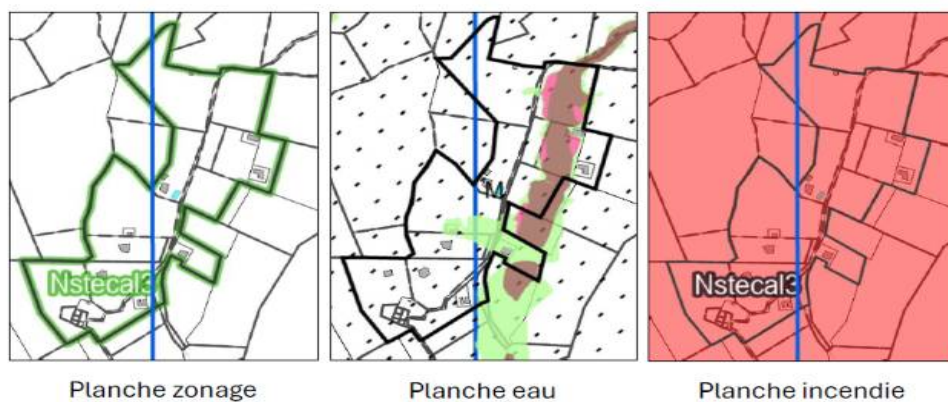 Nstecal3
M
Nstecal3
Planche zonage
Planche eau
Planche incendie